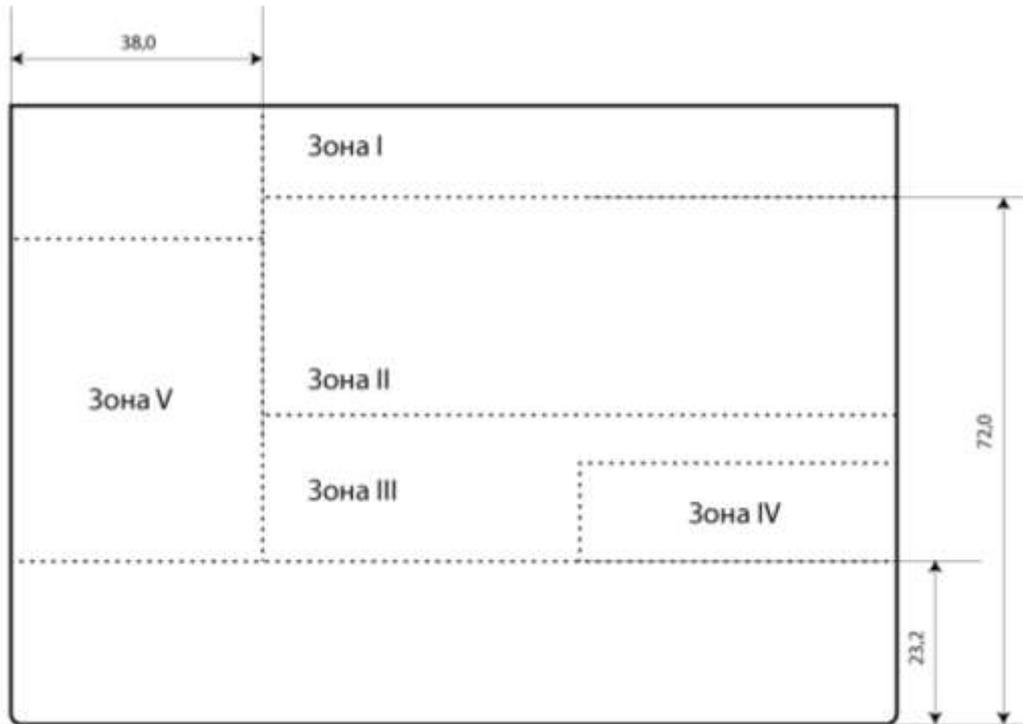 38,0
Зона I
Зона II
Зона V
72,0
Зона III
Зона IV
23,2